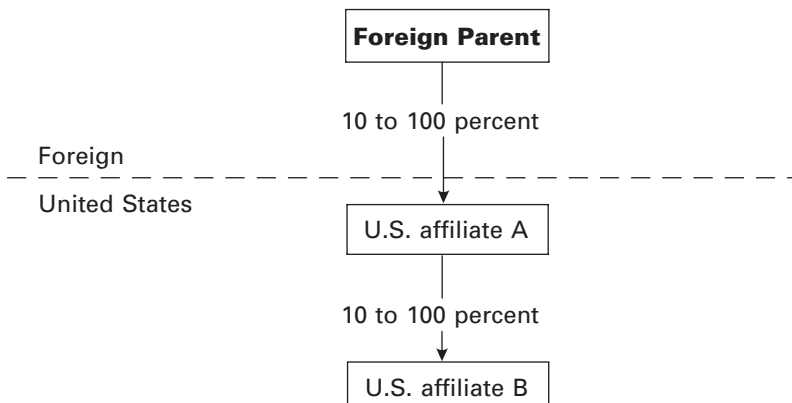 Foreign Parent
10 to 100 percent
Foreign
United States
U.S. affiliate A
10 to 100 percent
U.S. affiliate B